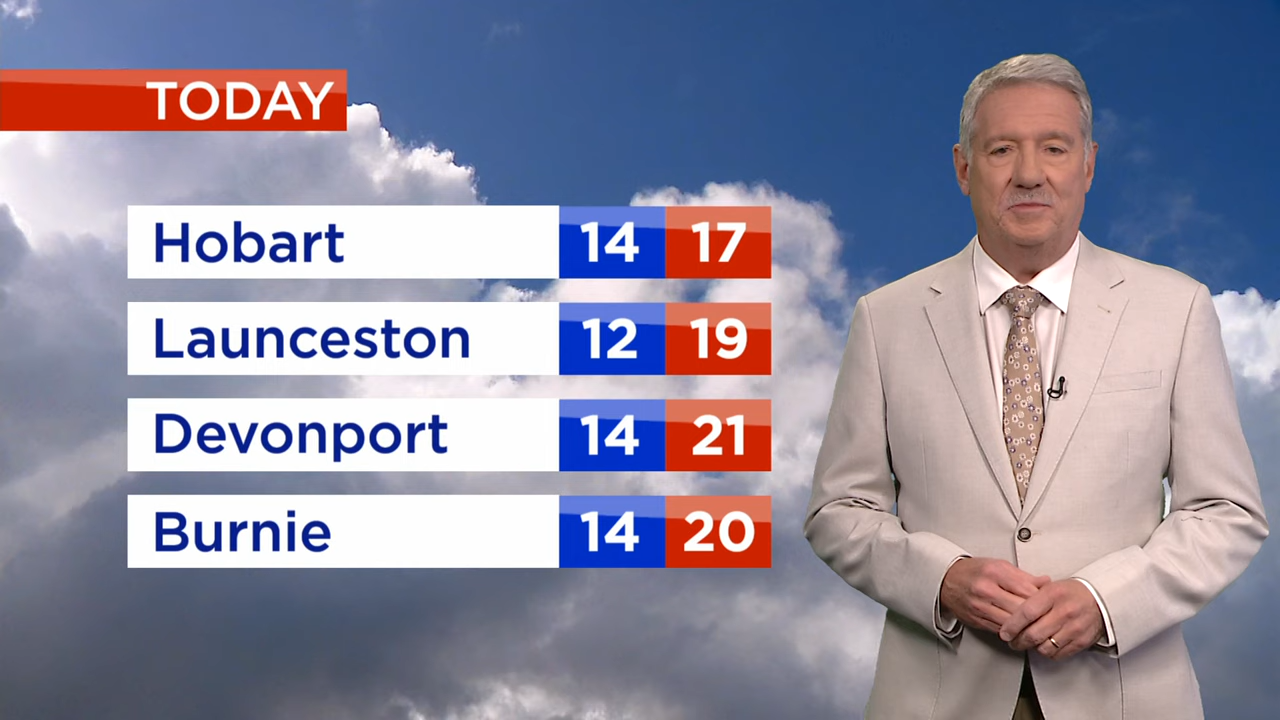 TODAY
Hobart 14 17
Launceston 12 19
Devonport 14 21
Burnie 14 20